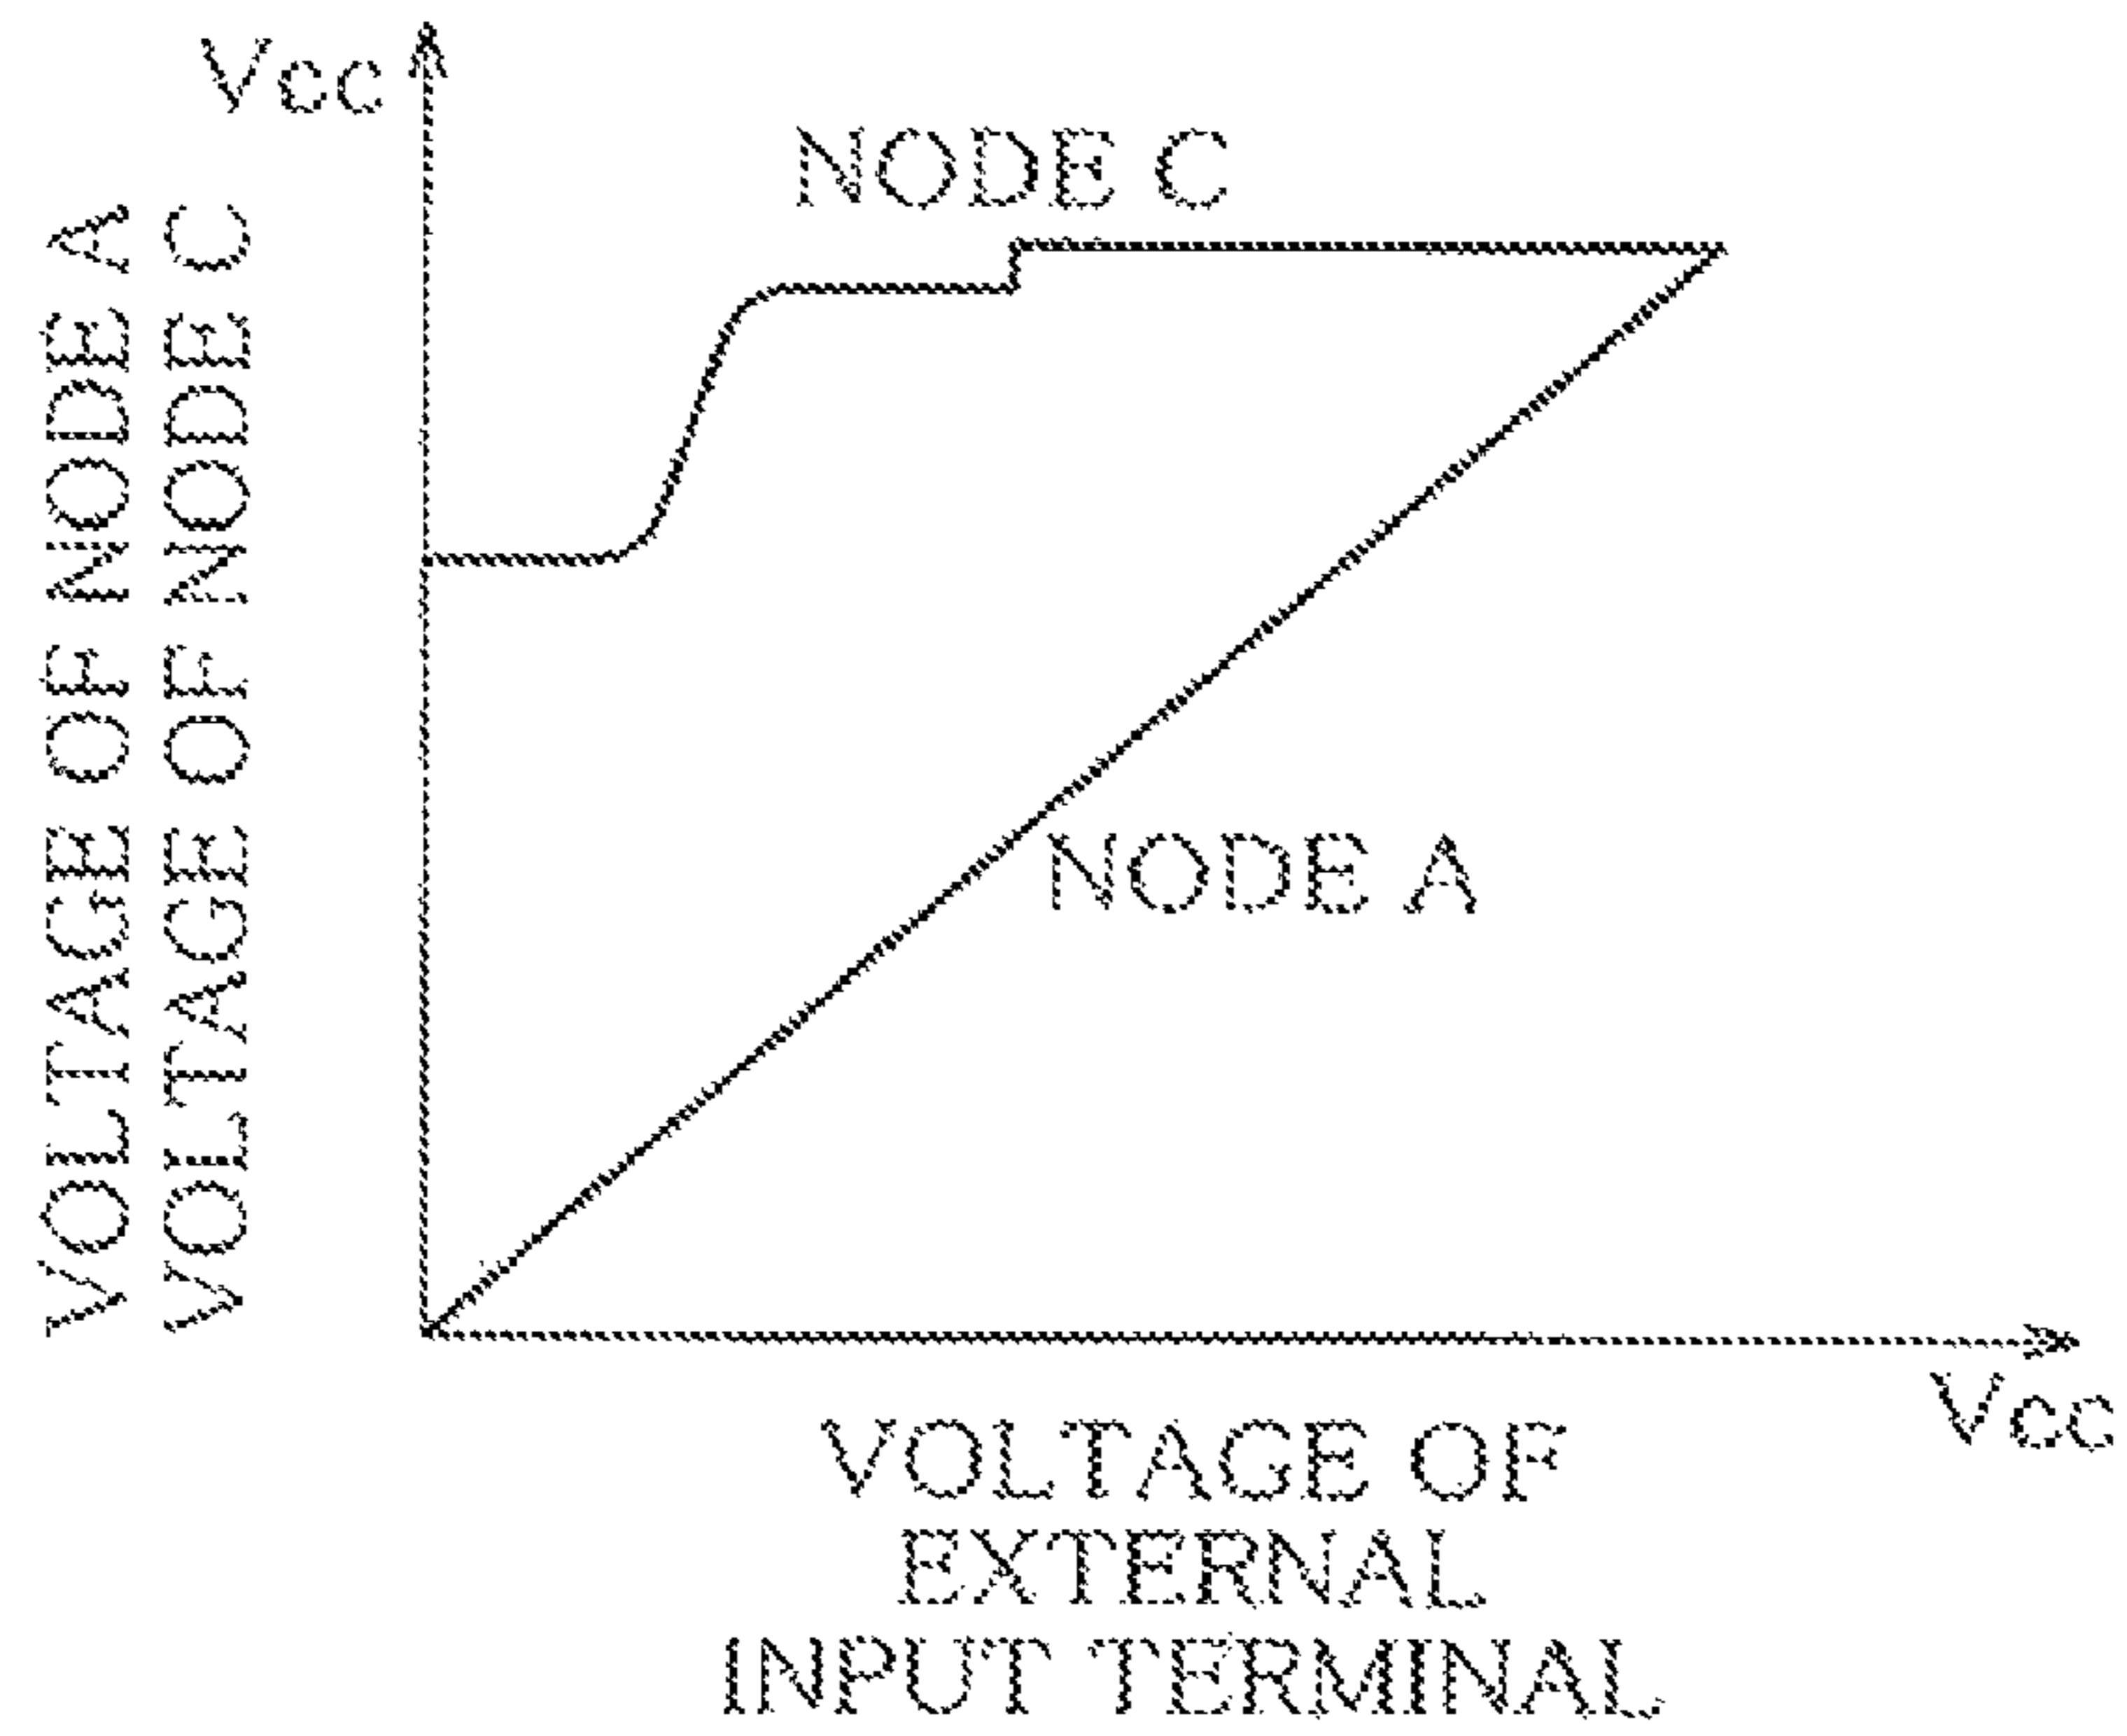 Vcc
VOLTAGE OF NODE A
VOLTAGE OF NODE C
NODE C
NODE A
Vcc
VOLTAGE OF
EXTERNAL
INPUT TERMINAL